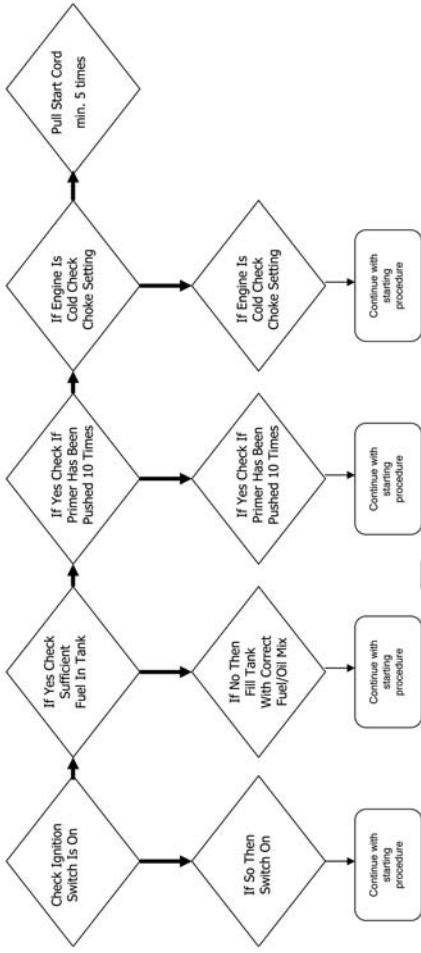 Check Ignition
Switch Is On
If Yes Check
Sufficient
Fuel In Tank
If Yes Check If
Primer Has Been
Pushed 10 Times
If Engine Is
Cold Check
Choke Setting
Pull Start Cord
min. 5 times
If So Then
Switch On
If No Then
Fill Tank
With Correct
Fuel/Oil Mix
If Yes Check If
Primer Has Been
Pushed 10 Times
If Engine Is
Cold Check
Choke Setting
Continue with
starting
procedure
Continue with
starting
procedure
Continue with
starting
procedure
Continue with
starting
procedure